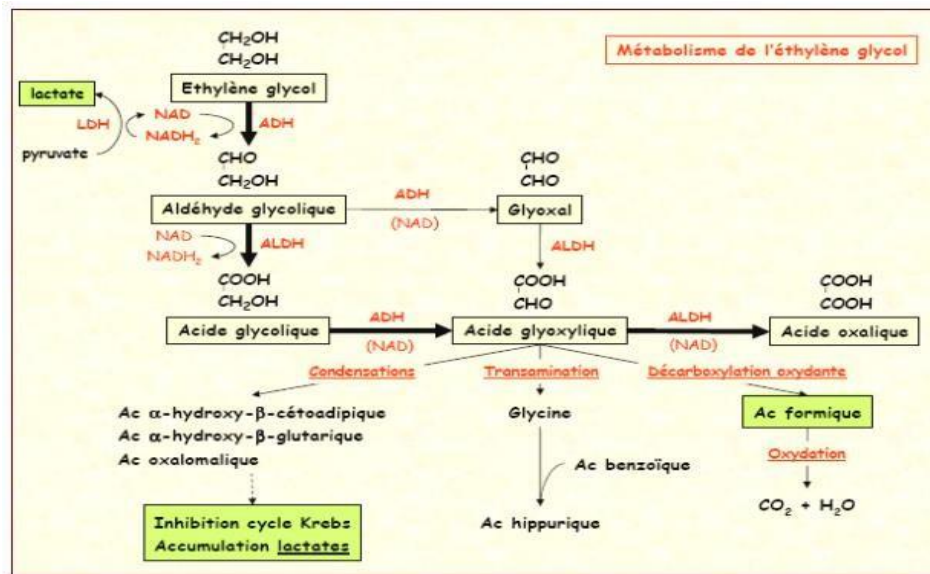 CH₂OH
CH₂OH
Métabolisme de l'éthylène glycol
Ethylène glycol
lactate
LDH
NAD
NADH₂
ADH
pyruvate
CHO
CH₂OH
CHO
CHO
Aldéhyde glycolique
ADH
(NAD)
Glyoxal
NAD
NADH₂
ALDH
ALDH
COOH
CH₂OH
COOH
CHO
COOH
COOH
Acide glycolique
ADH
(NAD)
Acide glyoxylique
ALDH
(NAD)
Acide oxalique
Condensations
Transamination
Décarboxylation oxydante
Ac α-hydroxy-β-cétoadipique
Ac α-hydroxy-β-glutarique
Ac oxalomalique
Glycine
Ac formique
Ac benzoïque
Oxydation
Inhibition cycle Krebs
Accumulation lactates
Ac hippurique
CO₂ + H₂O